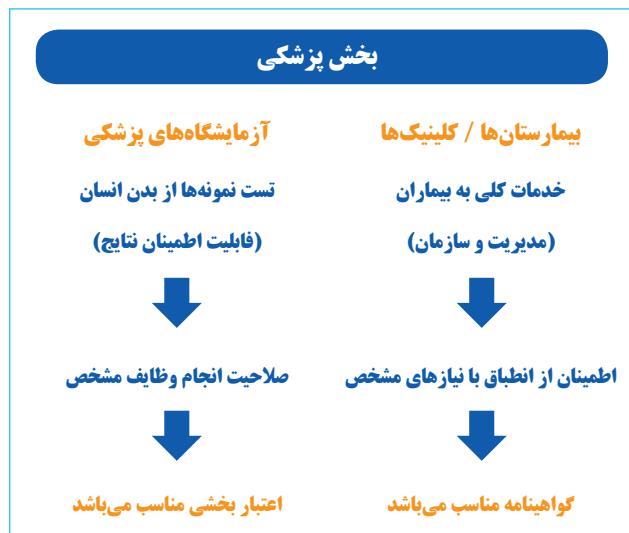 بخش پزشکی
بیمارستان‌ها / کلینیک‌ها
خدمات کلی به بیماران
(مدیریت و سازمان)
اطمینان از انطباق با نیازهای مشخص
گواهینامه مناسب می‌باشد
آزمایشگاه‌های پزشکی
تست نمونه‌ها از بدن انسان
(قابلیت اطمینان نتایج)
صلاحیت انجام وظایف مشخص
اعتبار بخشی مناسب می‌باشد